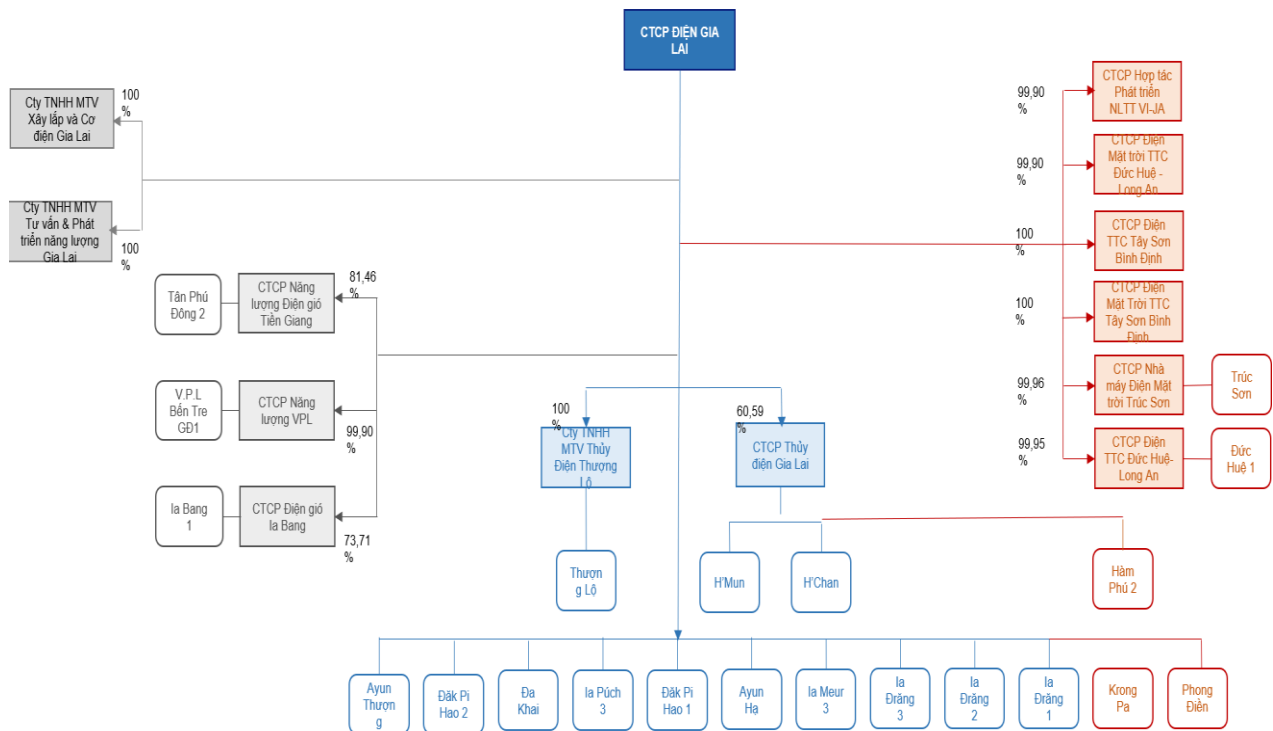 CTCP ĐIỆN GIA
LAI
100
%
Cty TNHH MTV
Xây lắp và Cơ
điện Gia Lai
Cty TNHH MTV
Tư vấn & Phát
triển năng lượng
Gia Lai
100
%
99,90
%
CTCP Hợp tác
Phát triển
NLTT VI-JA
99,90
%
CTCP Điện
Mặt trời TTC
Đức Huệ -
Long An
100
%
CTCP Điện
TTC Tây Sơn
Bình Định
100
%
CTCP Điện
Mặt Trời TTC
Tây Sơn Bình
Định
99,96
%
CTCP Nhà
máy Điện Mặt
trời Trúc Sơn
Trúc
Sơn
99,95
%
CTCP Điện
TTC Đức Huệ-
Long An
Đức
Huệ 1
81,46
%
Tân Phú
Đông 2
CTCP Năng
lượng Điện gió
Tiền Giang
V.P.L
Bến Tre
GĐ1
CTCP Năng
lượng VPL
99,90
%
Ia Bang
1
CTCP Điện gió
Ia Bang
73,71
%
100
%
Cty TNHH
MTV Thủy
Điện Thượng
Lộ
60,59
%
CTCP Thủy
điện Gia Lai
Thượn
g Lộ
H'Mun
H'Chan
Hàm
Phú 2
Ayun
Thượn
g
Đăk Pi
Hao 2
Đa
Khai
Ia Púch
3
Đăk Pi
Hao 1
Ayun
Hạ
Ia Meur
3
Ia
Đrăng
3
Ia
Đrăng
2
Ia
Đrăng
1
Krong
Pa
Phong
Điền